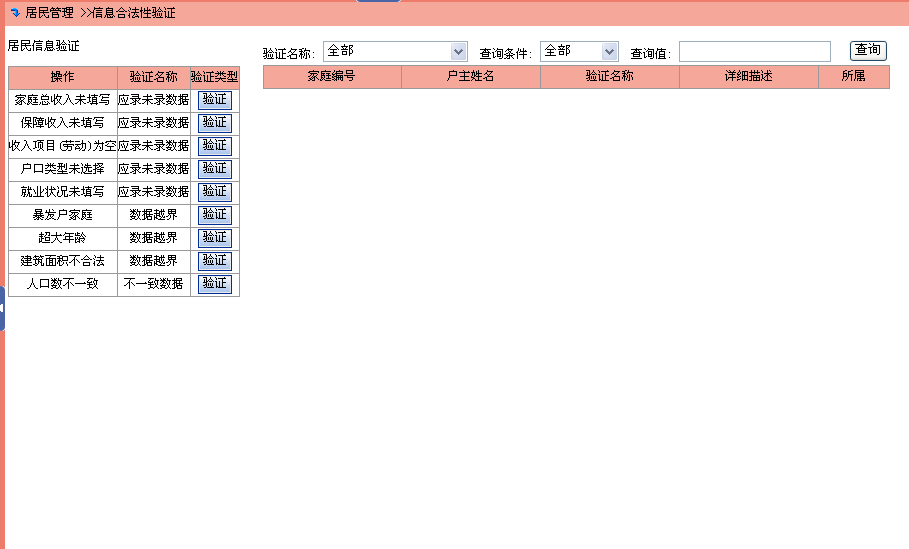 居民管理 >>信息合法性验证
居民信息验证
验证名称: 全部 查询条件: 全部 查询值: 查询
操作 验证名称 验证类型
家庭总收入未填写 应录未录数据 验证
保障收入未填写 应录未录数据 验证
收入项目(劳动)为空 应录未录数据 验证
户口类型未选择 应录未录数据 验证
就业状况未填写 应录未录数据 验证
暴发户家庭 数据越界 验证
超大年龄 数据越界 验证
建筑面积不合法 数据越界 验证
人口数不一致 不一致数据 验证
家庭编号 户主姓名 验证名称 详细描述 所属